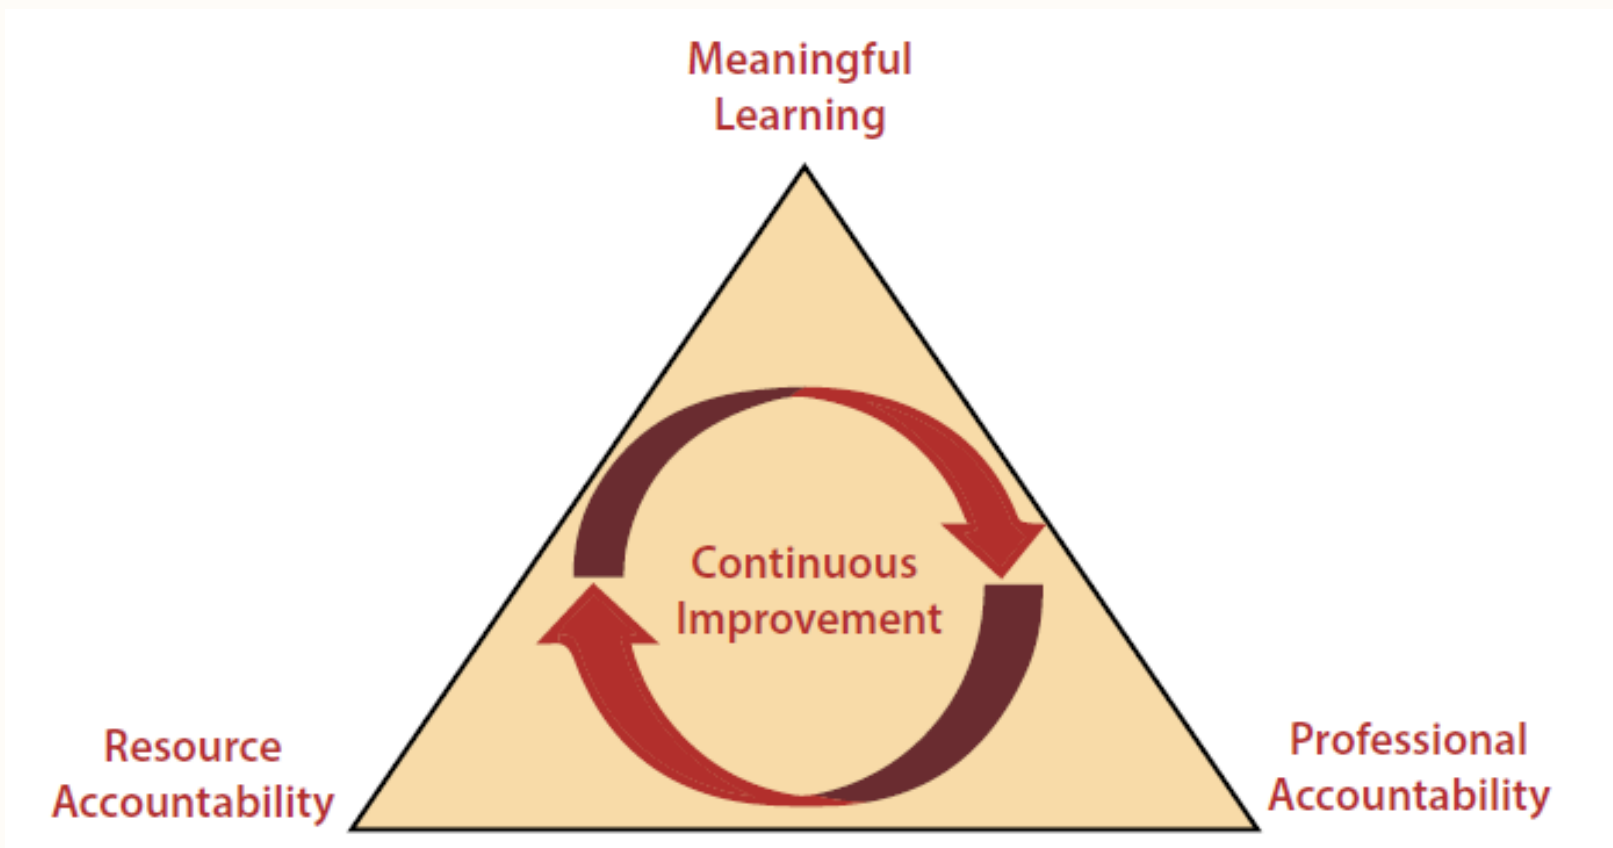 Meaningful
Learning
Continuous
Improvement
Resource
Accountability
Professional
Accountability